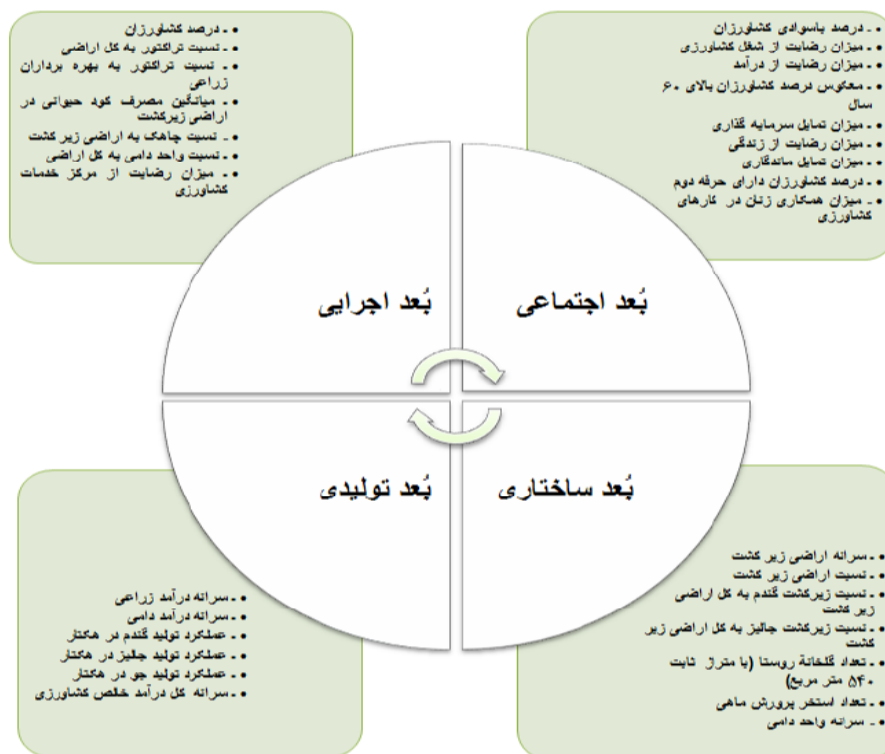 • ـ درصد باسوادی کشاورزان
• ـ میزان رضایت از شغل کشاورزی
• ـ میزان رضایت از درآمد
• ـ معکوس درصد کشاورزان بالای ۶۰
سال
• ـ میزان تمایل سرمایه گذاری
• ـ میزان رضایت از زندگی
• ـ میزان تمایل ماندگاری
• ـ درصد کشاورزان دارای حرفه دوم
• ـ میزان همکاری زنان در کارهای
کشاورزی
• ـ درصد کشاورزان
• ـ نسبت تراکتور به کل اراضی
• ـ نسبت تراکتور به بهره برداران
زراعی
• ـ میانگین مصرف کود حیوانی در
اراضی زیرکشت
• ـ نسبت چاهک به اراضی زیر کشت
• ـ نسبت واحد دامی به کل اراضی
• ـ میزان رضایت از مرکز خدمات
کشاورزی
بُعد اجتماعی
بُعد اجرایی
بُعد ساختاری
بُعد تولیدی
• ـ سرانه اراضی زیر کشت
• ـ نسبت اراضی زیر کشت
• ـ نسبت زیرکشت گندم به کل اراضی
زیر کشت
• ـ نسبت زیرکشت جالیز به کل اراضی زیر
کشت
• ـ تعداد گلخانهٔ روستا (با متراژ ثابت
۵۴۰ متر مربع)
• ـ تعداد استخر پرورش ماهی
• ـ سرانه واحد دامی
• ـ سرانه درآمد زراعی
• ـ سرانه درآمد دامی
• ـ عملکرد تولید گندم در هکتار
• ـ عملکرد تولید جالیز در هکتار
• ـ عملکرد تولید جو در هکتار
• ـ سرانه کل درآمد خالص کشاورزی